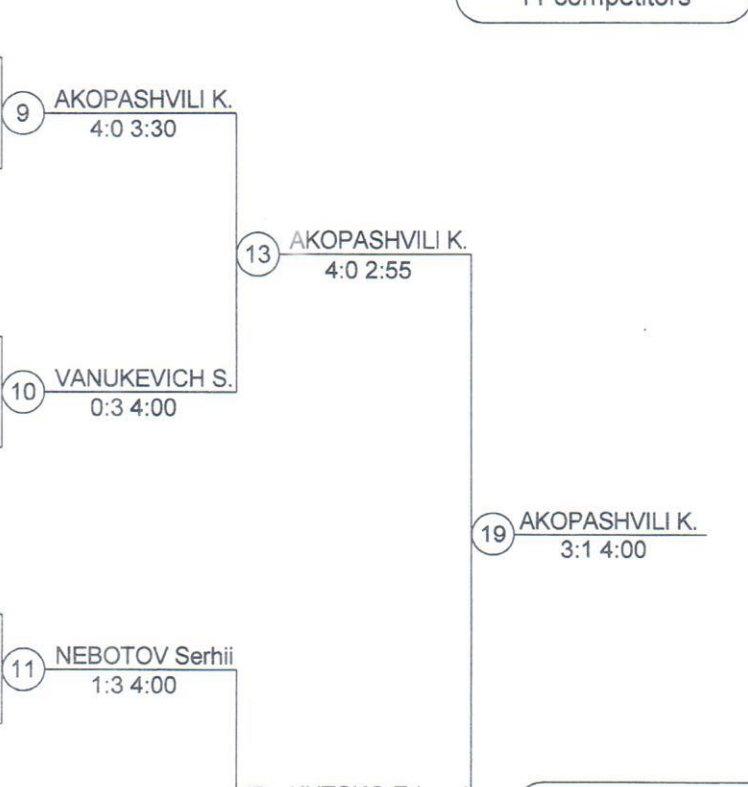 competitors
9 AKOPASHVILI K.
4:0 3:30
13 AKOPASHVILI K.
4:0 2:55
10 VANUKEVICH S.
0:3 4:00
19 AKOPASHVILI K.
3:1 4:00
11 NEBOTOV Serhii
1:3 4:00